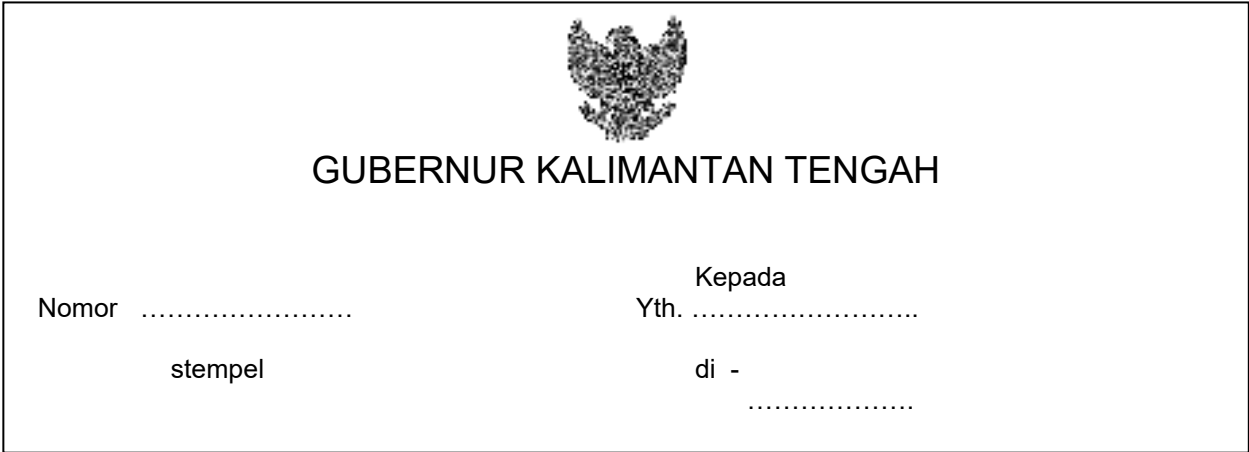 GUBERNUR KALIMANTAN TENGAH
Kepada
Nomor …………………… Yth. ……………………..
stempel di -
……………….